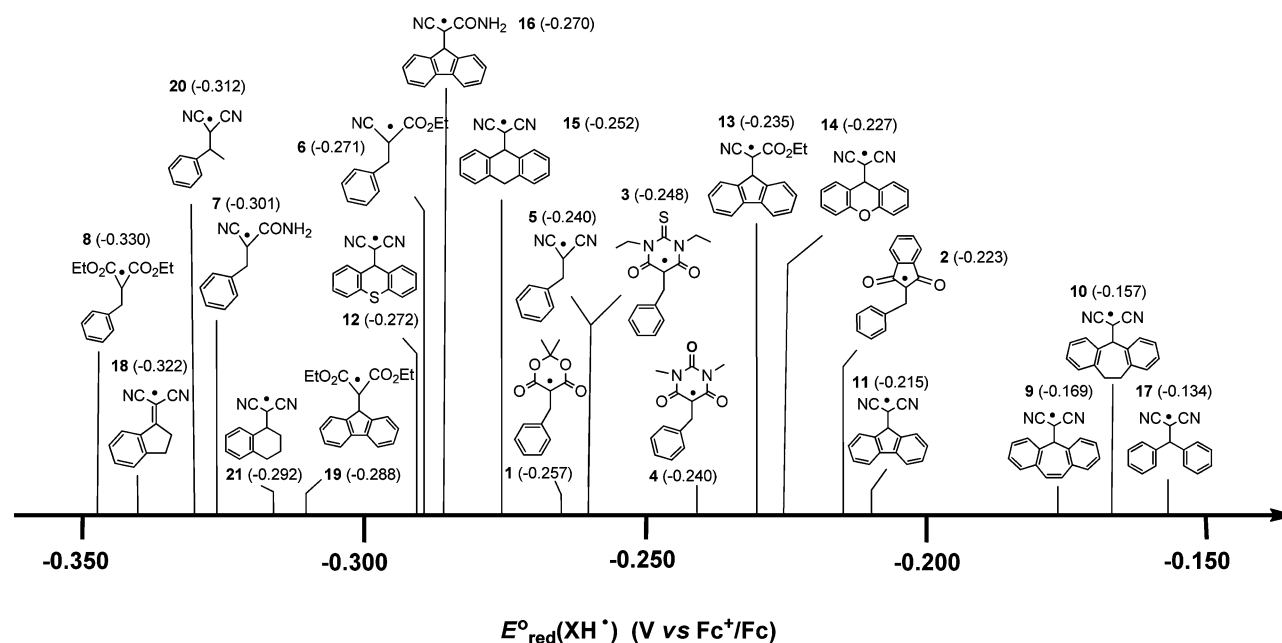 NC • CONH2 16 (-0.270)
20 (-0.312)
NC • CN
6 (-0.271)
NC • CO2Et
NC • CN
15 (-0.252)
13 (-0.235)
NC • CO2Et
14 (-0.227)
NC • CN
O
7 (-0.301)
NC • CONH2
5 (-0.240)
NC • CN
3 (-0.248)
S
N N
O • O
8 (-0.330)
EtO2C • CO2Et
NC • CN
S
12 (-0.272)
2 (-0.223)
O • O
10 (-0.157)
NC • CN
18 (-0.322)
NC • CN
NC • CN
21 (-0.292)
EtO2C • CO2Et
19 (-0.288)
O O
O • O
1 (-0.257)
O
N N
O • O
4 (-0.240)
11 (-0.215)
NC • CN
9 (-0.169)
NC • CN
17 (-0.134)
NC • CN
-0.350 -0.300 -0.250 -0.200 -0.150
E°red(XH•) (V vs Fc+/Fc)